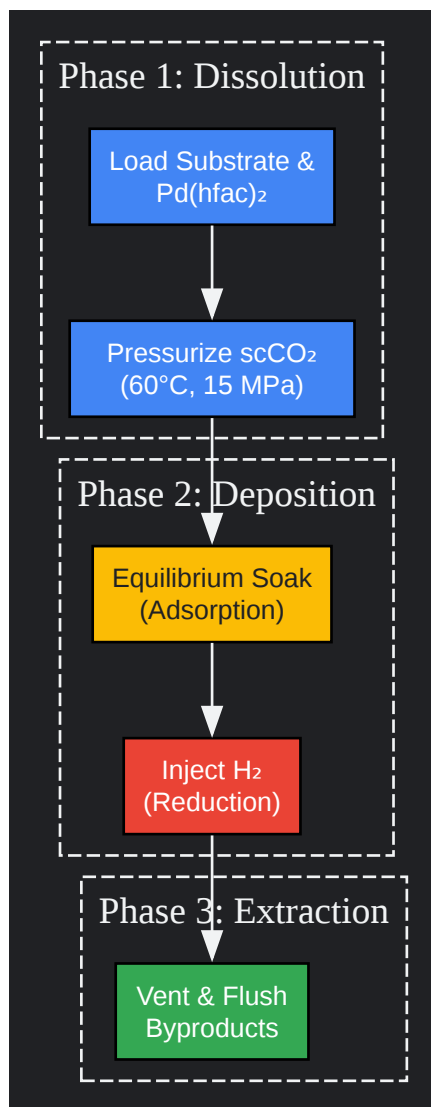 Phase 1: Dissolution
Load Substrate &
Pd(hfac)₂
Pressurize scCO₂
(60°C, 15 MPa)
Phase 2: Deposition
Equilibrium Soak
(Adsorption)
Inject H₂
(Reduction)
Phase 3: Extraction
Vent & Flush
Byproducts